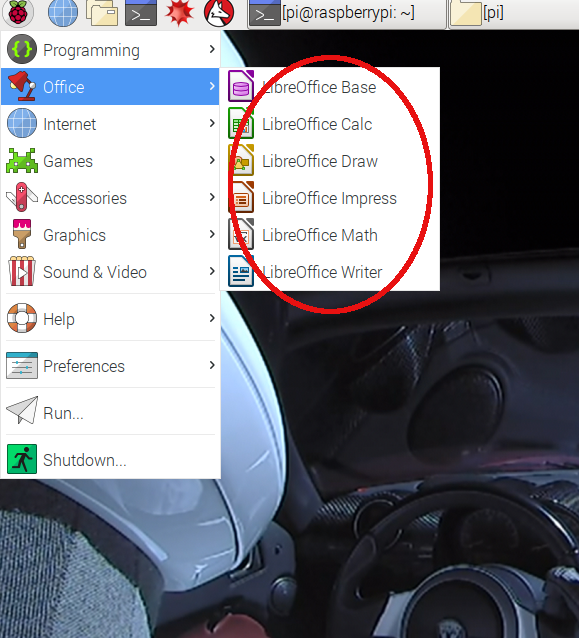 [pi@raspberrypi: ~]
[pi]
Programming
Office
Internet
Games
Accessories
Graphics
Sound & Video
Help
Preferences
Run...
Shutdown...
LibreOffice Base
LibreOffice Calc
LibreOffice Draw
LibreOffice Impress
LibreOffice Math
LibreOffice Writer